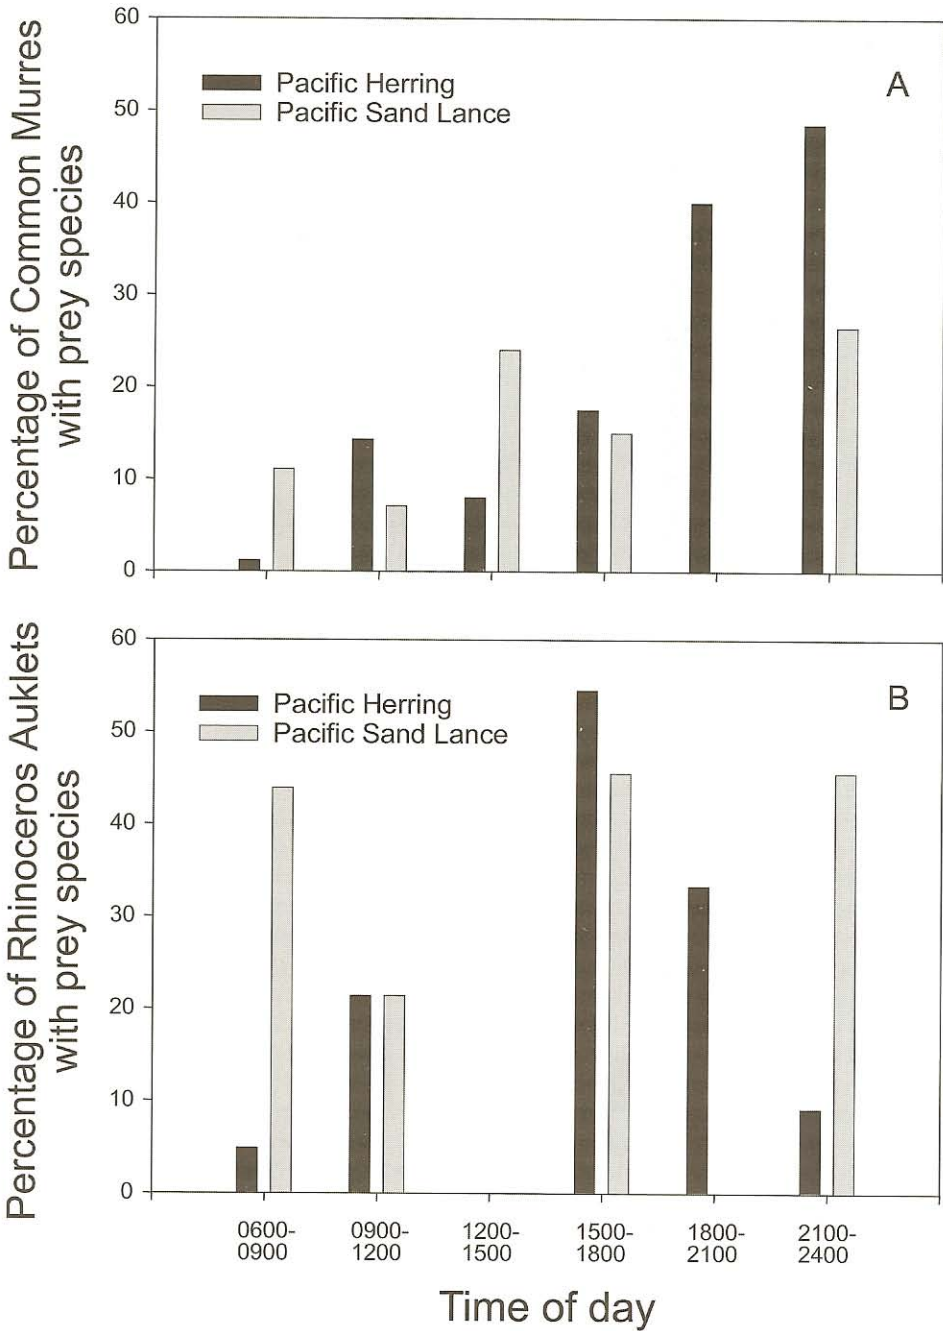 Percentage of Common Murres
with prey species
60
50
40
30
20
10
0
Pacific Herring
Pacific Sand Lance
A
Percentage of Rhinoceros Auklets
with prey species
60
50
40
30
20
10
0
Pacific Herring
Pacific Sand Lance
B
0600-
0900
0900-
1200
1200-
1500
1500-
1800
1800-
2100
2100-
2400
Time of day